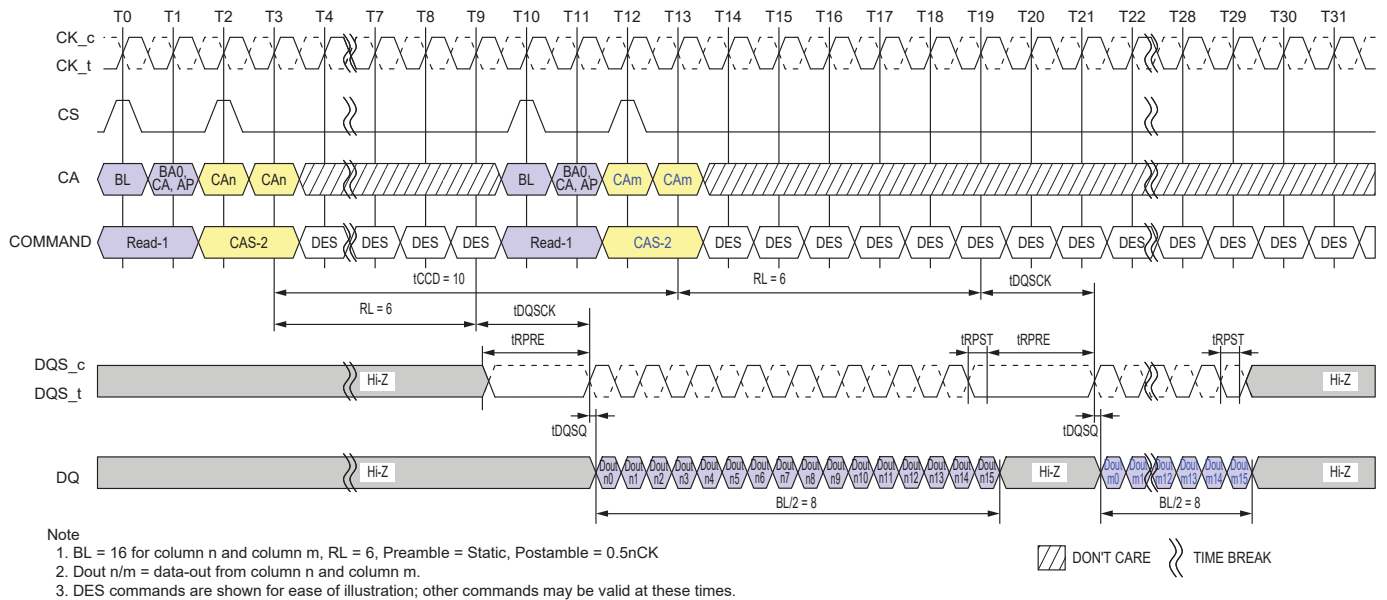 T0 T1 T2 T3 T4 T7 T8 T9 T10 T11 T12 T13 T14 T15 T16 T17 T18 T19 T20 T21 T22 T28 T29 T30 T31
CK_c
CK_t
CS
CA BL BA0, CA, AP CAn CAn BL BA0, CA, AP CAm CAm
COMMAND Read-1 CAS-2 DES DES DES DES Read-1 CAS-2 DES DES DES DES DES DES DES DES DES DES DES DES DES
tCCD = 10 RL = 6 tDQSCK
RL = 6 tDQSCK
tRPRE tRPST tRPRE tRPST
DQS_c
DQS_t
Hi-Z Hi-Z
tDQSQ tDQSQ
DQ Hi-Z Dout n0 Dout n1 Dout n2 Dout n3 Dout n4 Dout n5 Dout n6 Dout n7 Dout n8 Dout n9 Dout n10 Dout n11 Dout n12 Dout n13 Dout n14 Dout n15 Hi-Z Dout m0 Dout m1 Dout m12 Dout m13 Dout m14 Dout m15 Hi-Z
BL/2 = 8 BL/2 = 8
Note
1. BL = 16 for column n and column m, RL = 6, Preamble = Static, Postamble = 0.5nCK
2. Dout n/m = data-out from column n and column m.
3. DES commands are shown for ease of illustration; other commands may be valid at these times.
DON'T CARE TIME BREAK